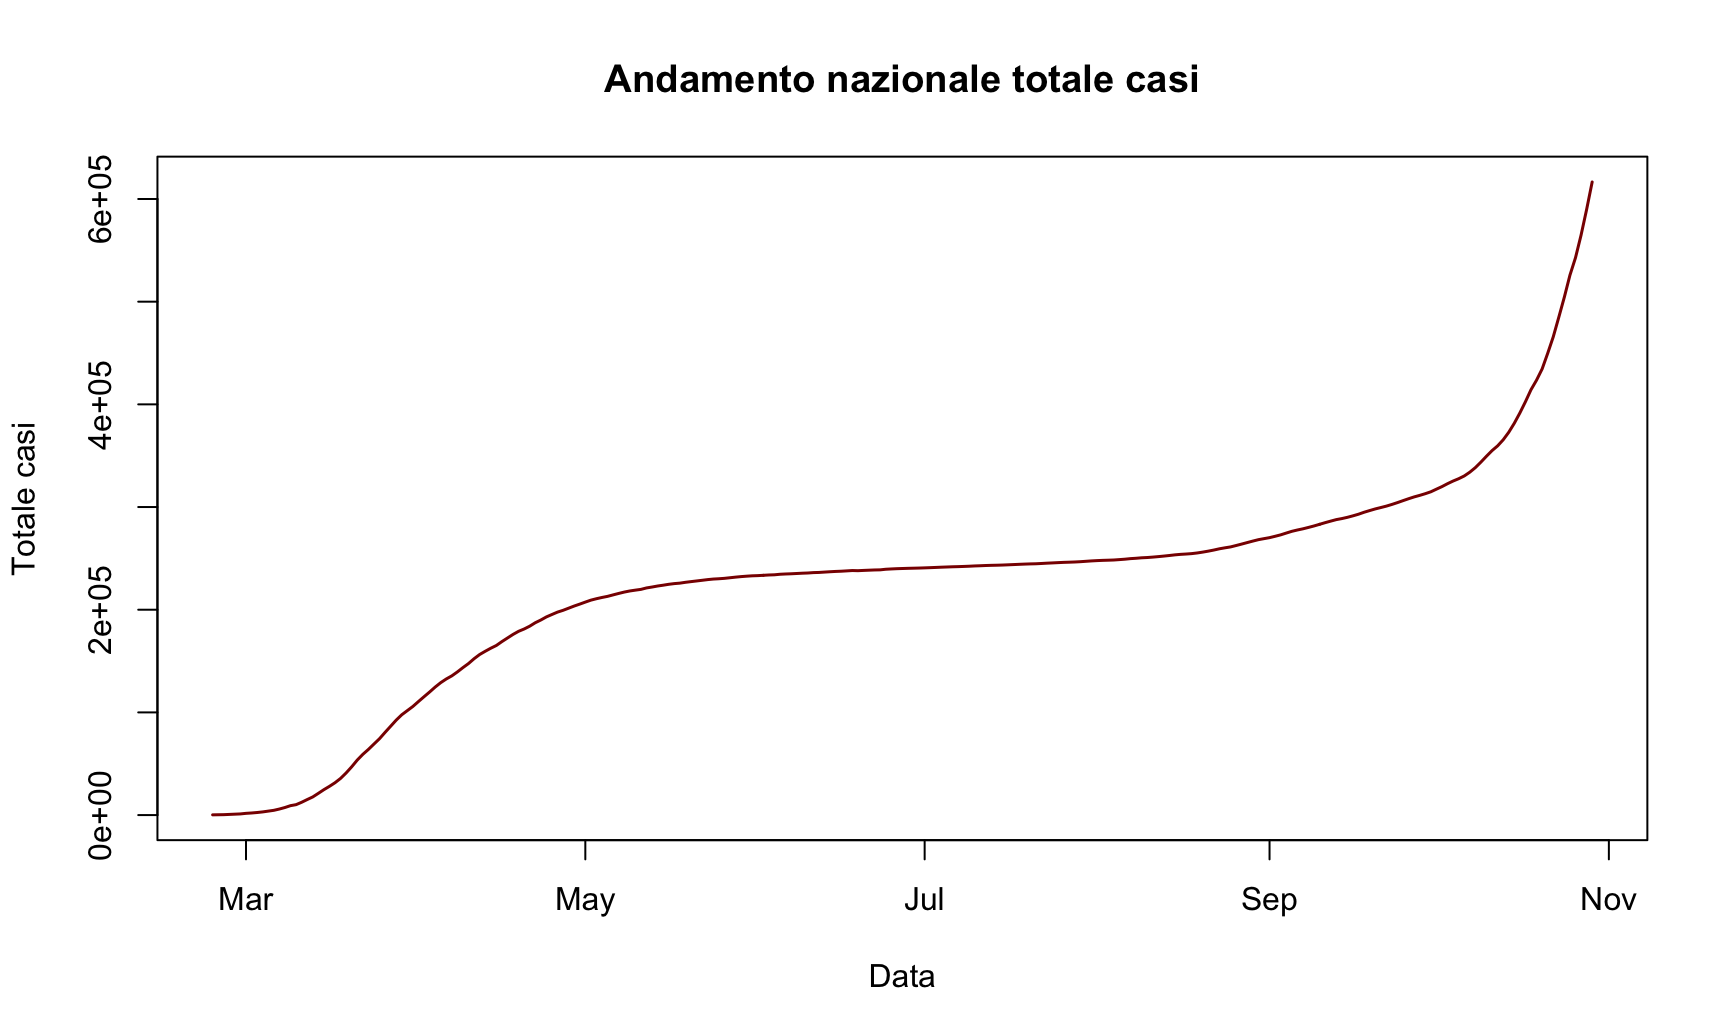 Andamento nazionale totale casi
Totale casi
6e+05
4e+05
2e+05
0e+00
Mar May Jul Sep Nov
Data